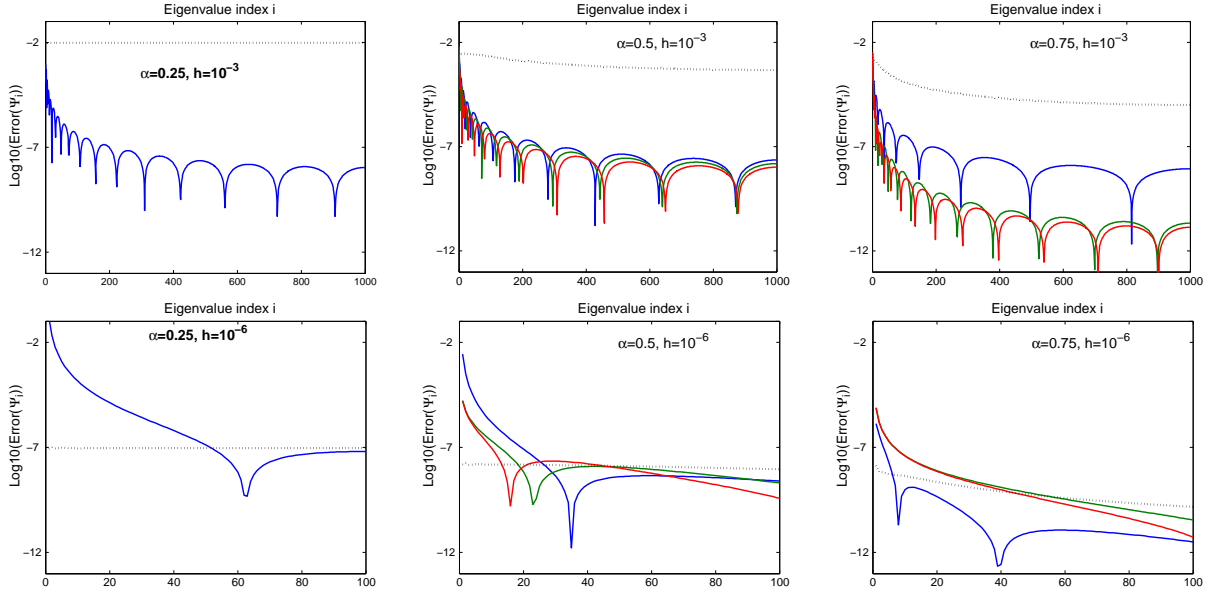 Eigenvalue index i
Eigenvalue index i
Eigenvalue index i
Log10(Error(Ψi))
−2
−7
−12
α=0.25, h=10−3
0 200 400 600 800 1000
Log10(Error(Ψi))
−2
−7
−12
α=0.5, h=10−3
0 200 400 600 800 1000
Log10(Error(Ψi))
−2
−7
−12
α=0.75, h=10−3
0 200 400 600 800 1000
Eigenvalue index i
Eigenvalue index i
Eigenvalue index i
Log10(Error(Ψi))
−2
−7
−12
α=0.25, h=10−6
0 20 40 60 80 100
Log10(Error(Ψi))
−2
−7
−12
α=0.5, h=10−6
0 20 40 60 80 100
Log10(Error(Ψi))
−2
−7
−12
α=0.75, h=10−6
0 20 40 60 80 100